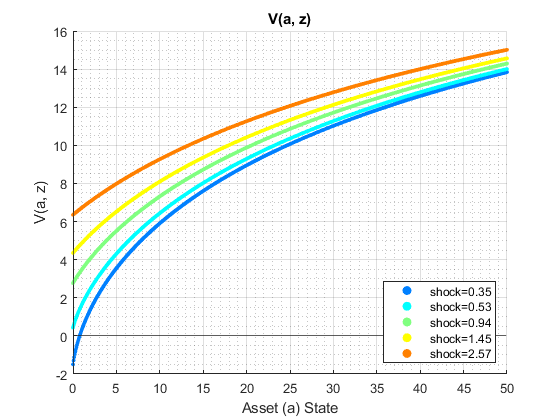 V(a, z)
16
14
12
10
8
6
4
2
0
-2
V(a, z)
shock=0.35
shock=0.53
shock=0.94
shock=1.45
shock=2.57
0 5 10 15 20 25 30 35 40 45 50
Asset (a) State